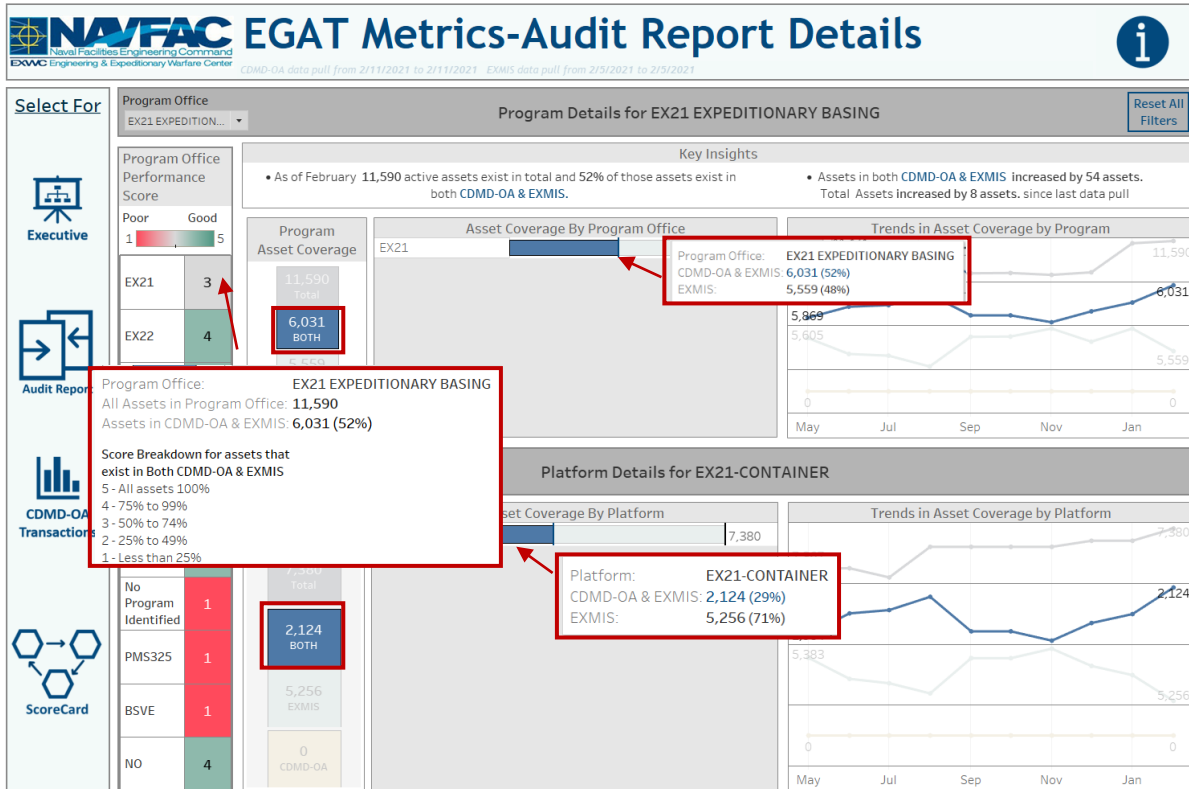 NAVFAC
Naval Facilities Engineering Command
EXWC Engineering & Expeditionary Warfare Center
EGAT Metrics-Audit Report Details
CDMD-OA data pull from 2/11/2021 to 2/11/2021 EXMIS data pull from 2/5/2021 to 2/5/2021
i
Select For
Executive
Audit Report
CDMD-OA
Transactions
ScoreCard
Program Office
EX21 EXPEDITION...
Program Details for EX21 EXPEDITIONARY BASING
Reset All
Filters
Program Office
Performance
Score
Poor Good
1 5
EX21 3
EX22 4
Key Insights
• As of February 11,590 active assets exist in total and 52% of those assets exist in
both CDMD-OA & EXMIS.
• Assets in both CDMD-OA & EXMIS increased by 54 assets.
Total Assets increased by 8 assets. since last data pull
Program
Asset Coverage
11,590
Total
6,031
BOTH
5,559
Asset Coverage By Program Office
EX21
Program Office: EX21 EXPEDITIONARY BASING
CDMD-OA & EXMIS: 6,031 (52%)
EXMIS: 5,559 (48%)
Trends in Asset Coverage by Program
11,590
6,031
5,869
5,605
5,559
0 0
May Jul Sep Nov Jan
Program Office: EX21 EXPEDITIONARY BASING
All Assets in Program Office: 11,590
Assets in CDMD-OA & EXMIS: 6,031 (52%)
Score Breakdown for assets that
exist in Both CDMD-OA & EXMIS
5 - All assets 100%
4 - 75% to 99%
3 - 50% to 74%
2 - 25% to 49%
1 - Less than 25%
Platform Details for EX21-CONTAINER
set Coverage By Platform
7,380
Platform: EX21-CONTAINER
CDMD-OA & EXMIS: 2,124 (29%)
EXMIS: 5,256 (71%)
Trends in Asset Coverage by Platform
7,380
2,124
5,383
5,256
0 0
May Jul Sep Nov Jan
No
Program
Identified
1
PMS325 1
BSVE 1
NO 4
7,380
Total
2,124
BOTH
5,256
EXMIS
0
CDMD-OA